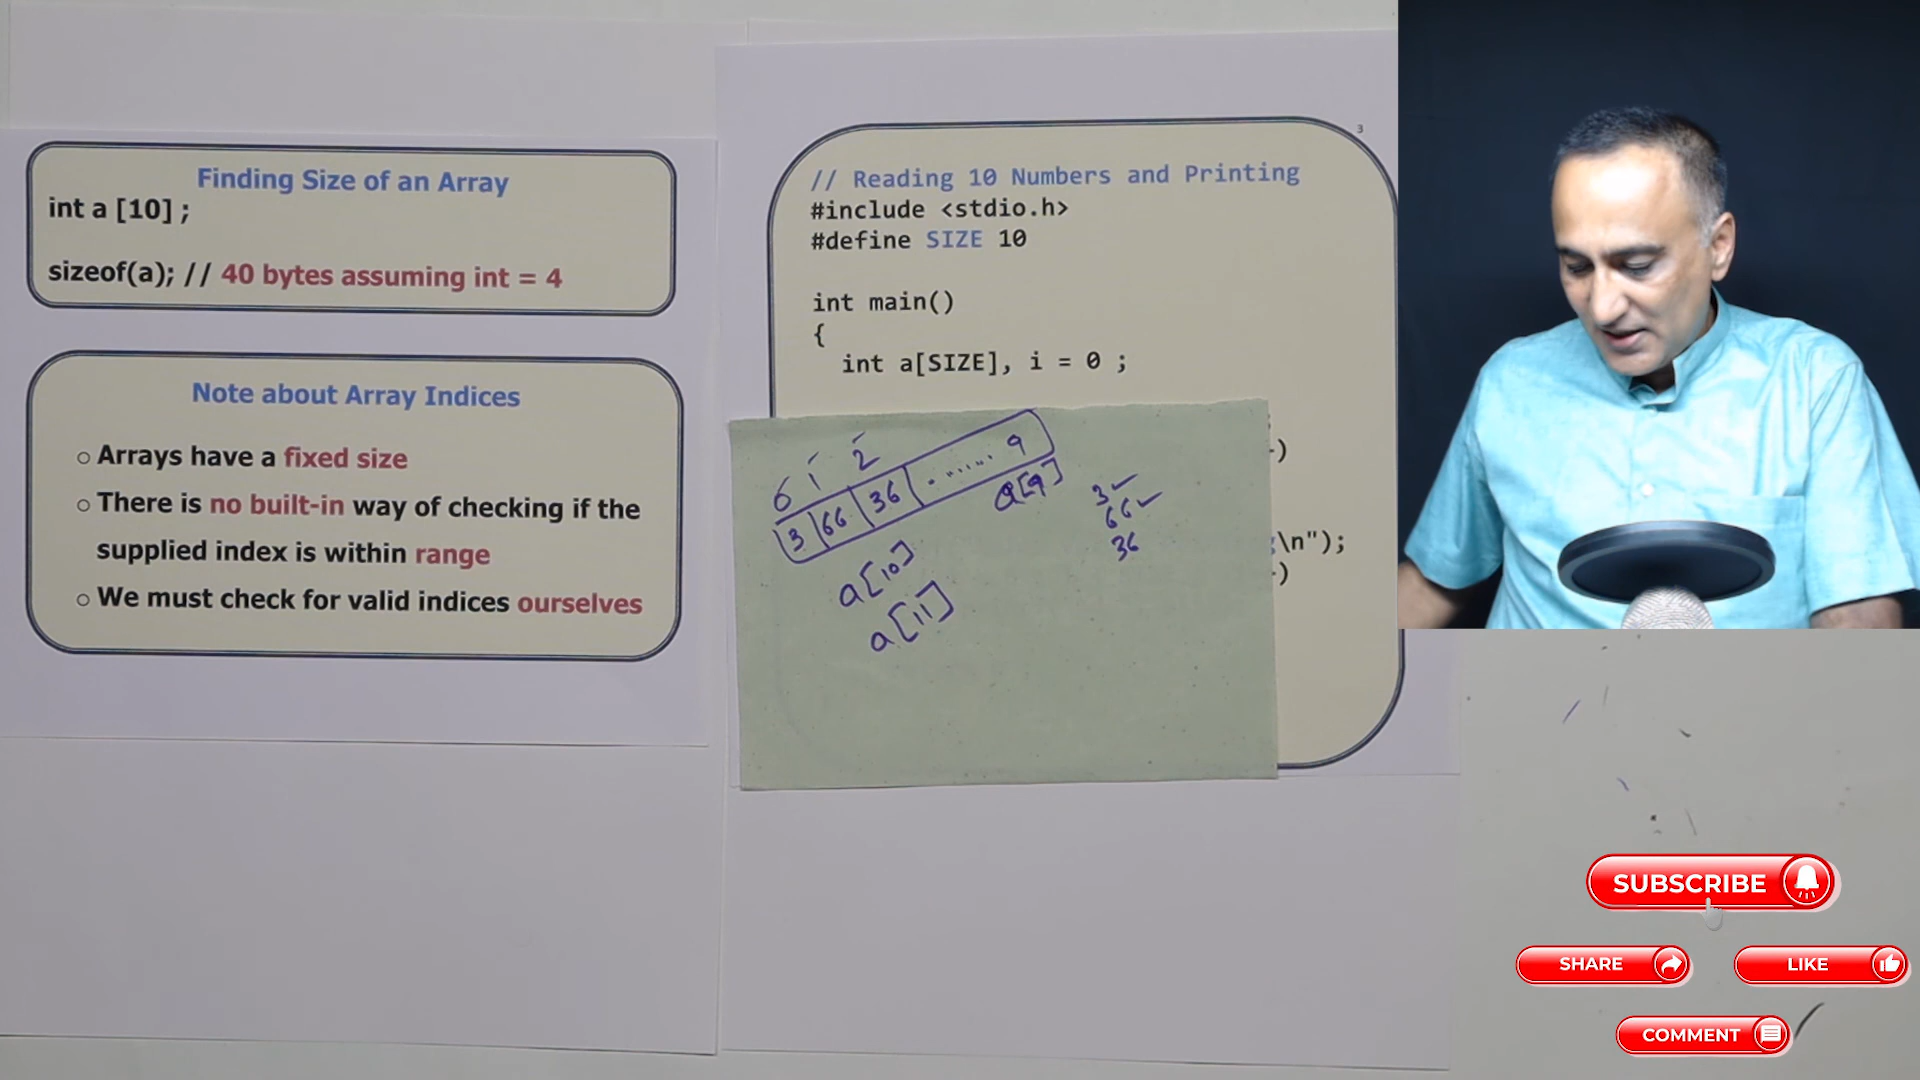 Finding Size of an Array
int a [10] ;
sizeof(a); // 40 bytes assuming int = 4
Note about Array Indices
○ Arrays have a fixed size
○ There is no built-in way of checking if the
supplied index is within range
○ We must check for valid indices ourselves
3
// Reading 10 Numbers and Printing
#include <stdio.h>
#define SIZE 10
int main()
{
int a[SIZE], i = 0 ;
)
\n");
)
0 1 2
3 66 36 ....... 9
a[9]
a[10]
a[11]
3 ✓
66 ✓
36
SUBSCRIBE
SHARE
LIKE
COMMENT